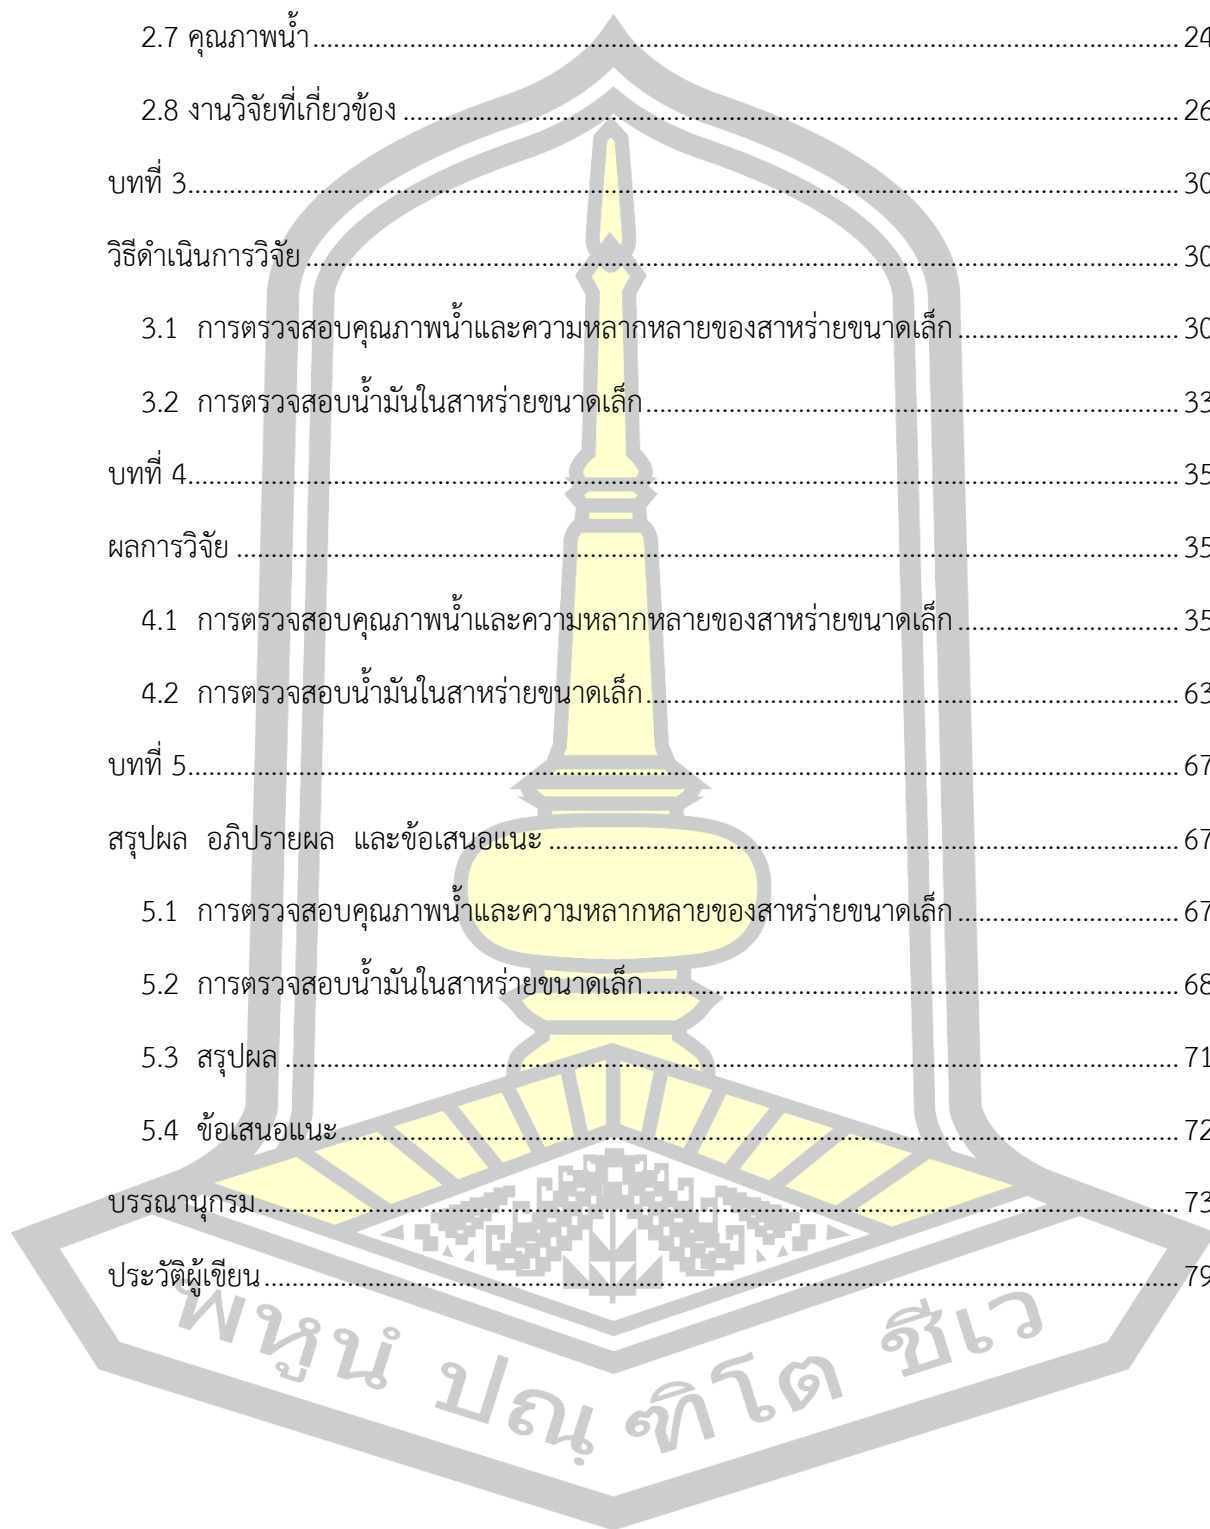 2.7 คุณภาพน้ำ........................................................................................................ 24
2.8 งานวิจัยที่เกี่ยวข้อง............................................................................................. 26
บทที่ 3....................................................................................................................... 30
วิธีดำเนินการวิจัย......................................................................................................... 30
3.1 การตรวจสอบคุณภาพน้ำและความหลากหลายของสาหร่ายขนาดเล็ก.......................... 30
3.2 การตรวจสอบน้ำมันในสาหร่ายขนาดเล็ก................................................................ 33
บทที่ 4....................................................................................................................... 35
ผลการวิจัย................................................................................................................. 35
4.1 การตรวจสอบคุณภาพน้ำและความหลากหลายของสาหร่ายขนาดเล็ก.......................... 35
4.2 การตรวจสอบน้ำมันในสาหร่ายขนาดเล็ก................................................................ 63
บทที่ 5....................................................................................................................... 67
สรุปผล อภิปรายผล และข้อเสนอแนะ........................................................................... 67
5.1 การตรวจสอบคุณภาพน้ำและความหลากหลายของสาหร่ายขนาดเล็ก.......................... 67
5.2 การตรวจสอบน้ำมันในสาหร่ายขนาดเล็ก................................................................ 68
5.3 สรุปผล................................................................................................................ 71
5.4 ข้อเสนอแนะ........................................................................................................ 72
บรรณานุกรม.............................................................................................................. 73
ประวัติผู้เขียน............................................................................................................. 79
พหูนํ ปณฺฑิโต ชีเว